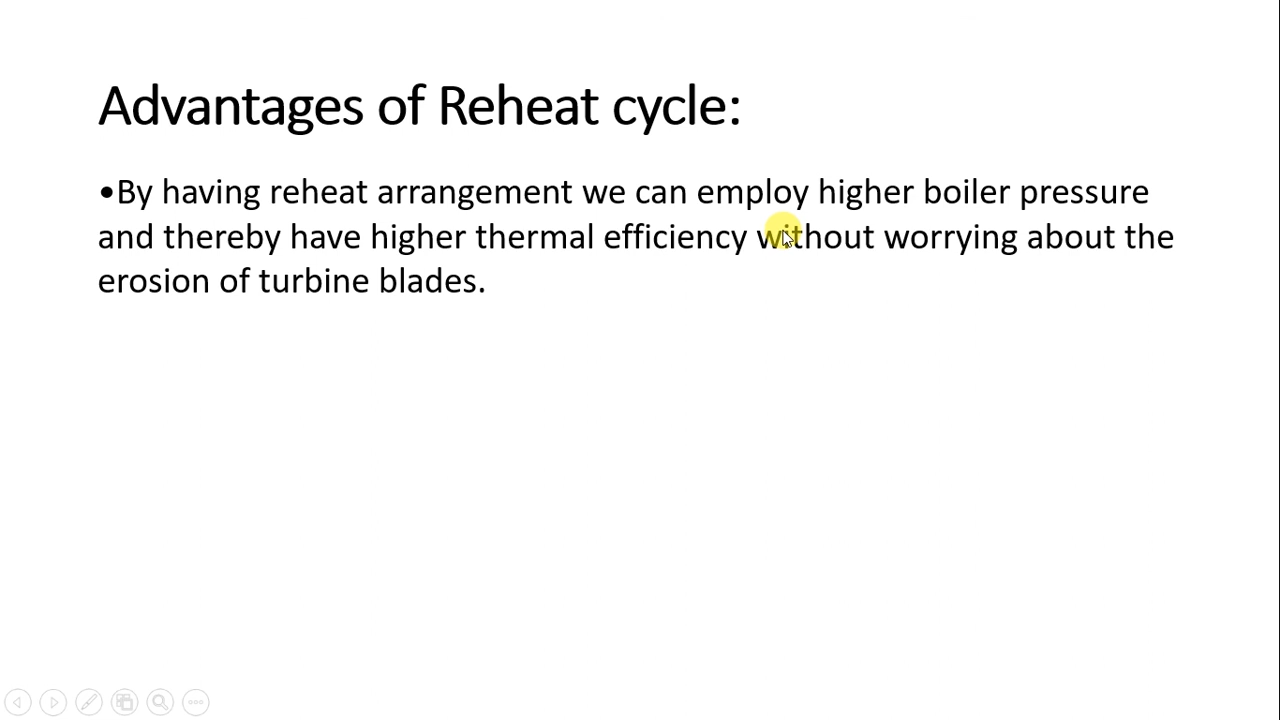 Advantages of Reheat cycle:
•By having reheat arrangement we can employ higher boiler pressure
and thereby have higher thermal efficiency without worrying about the
erosion of turbine blades.